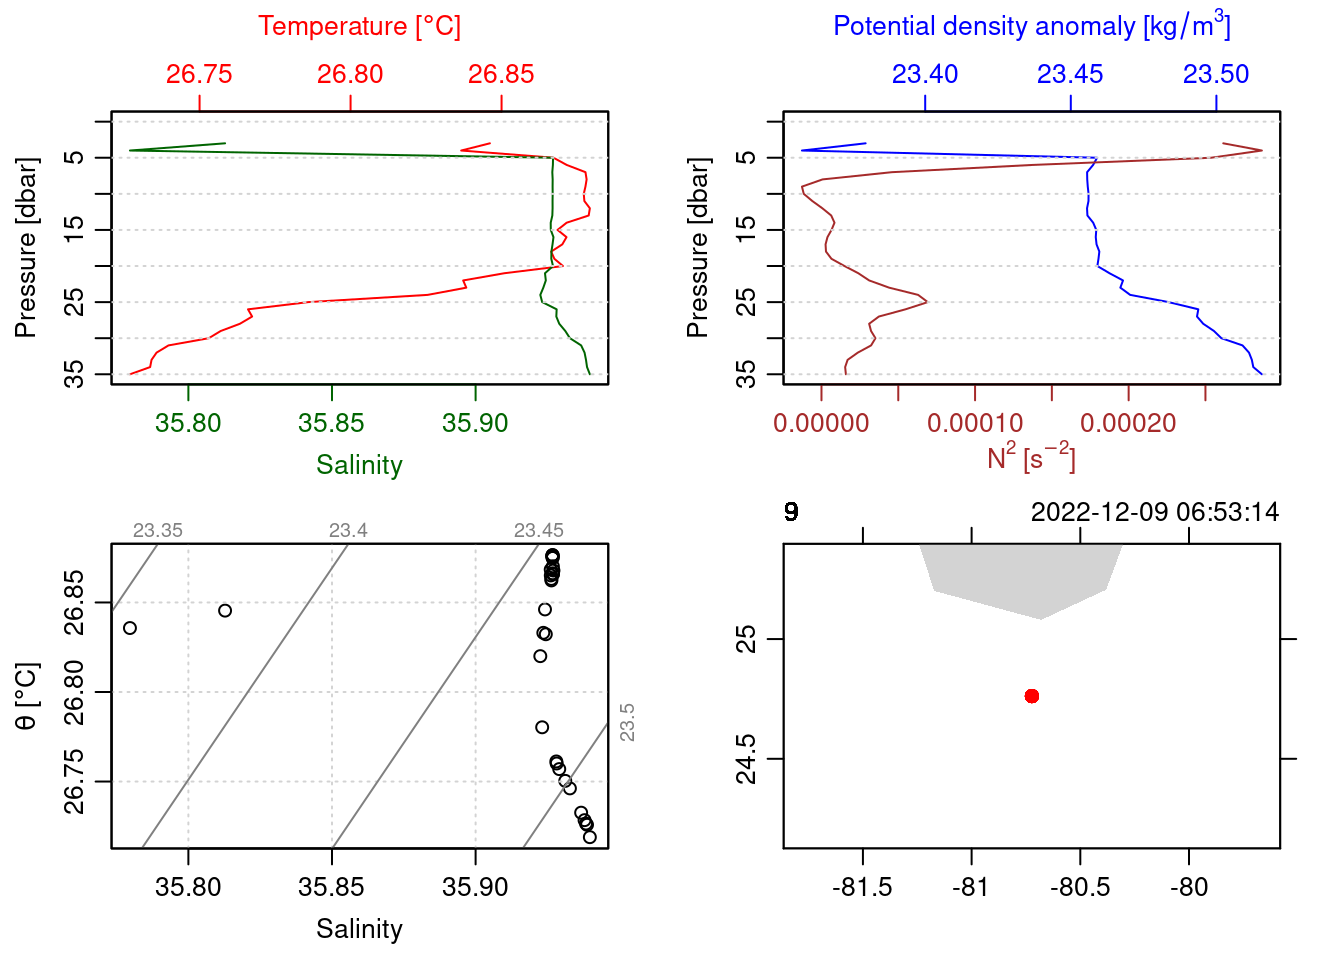 Temperature [°C]
26.75 26.80 26.85
Pressure [dbar]
5 15 25 35
35.80 35.85 35.90
Salinity
Potential density anomaly [kg/m³]
23.40 23.45 23.50
Pressure [dbar]
5 15 25 35
0.00000 0.00010 0.00020
N² [s⁻²]
23.35 23.4 23.45
23.5
θ [°C]
26.75 26.80 26.85
35.80 35.85 35.90
Salinity
2022-12-09 06:53:14
25
24.5
-81.5 -81 -80.5 -80